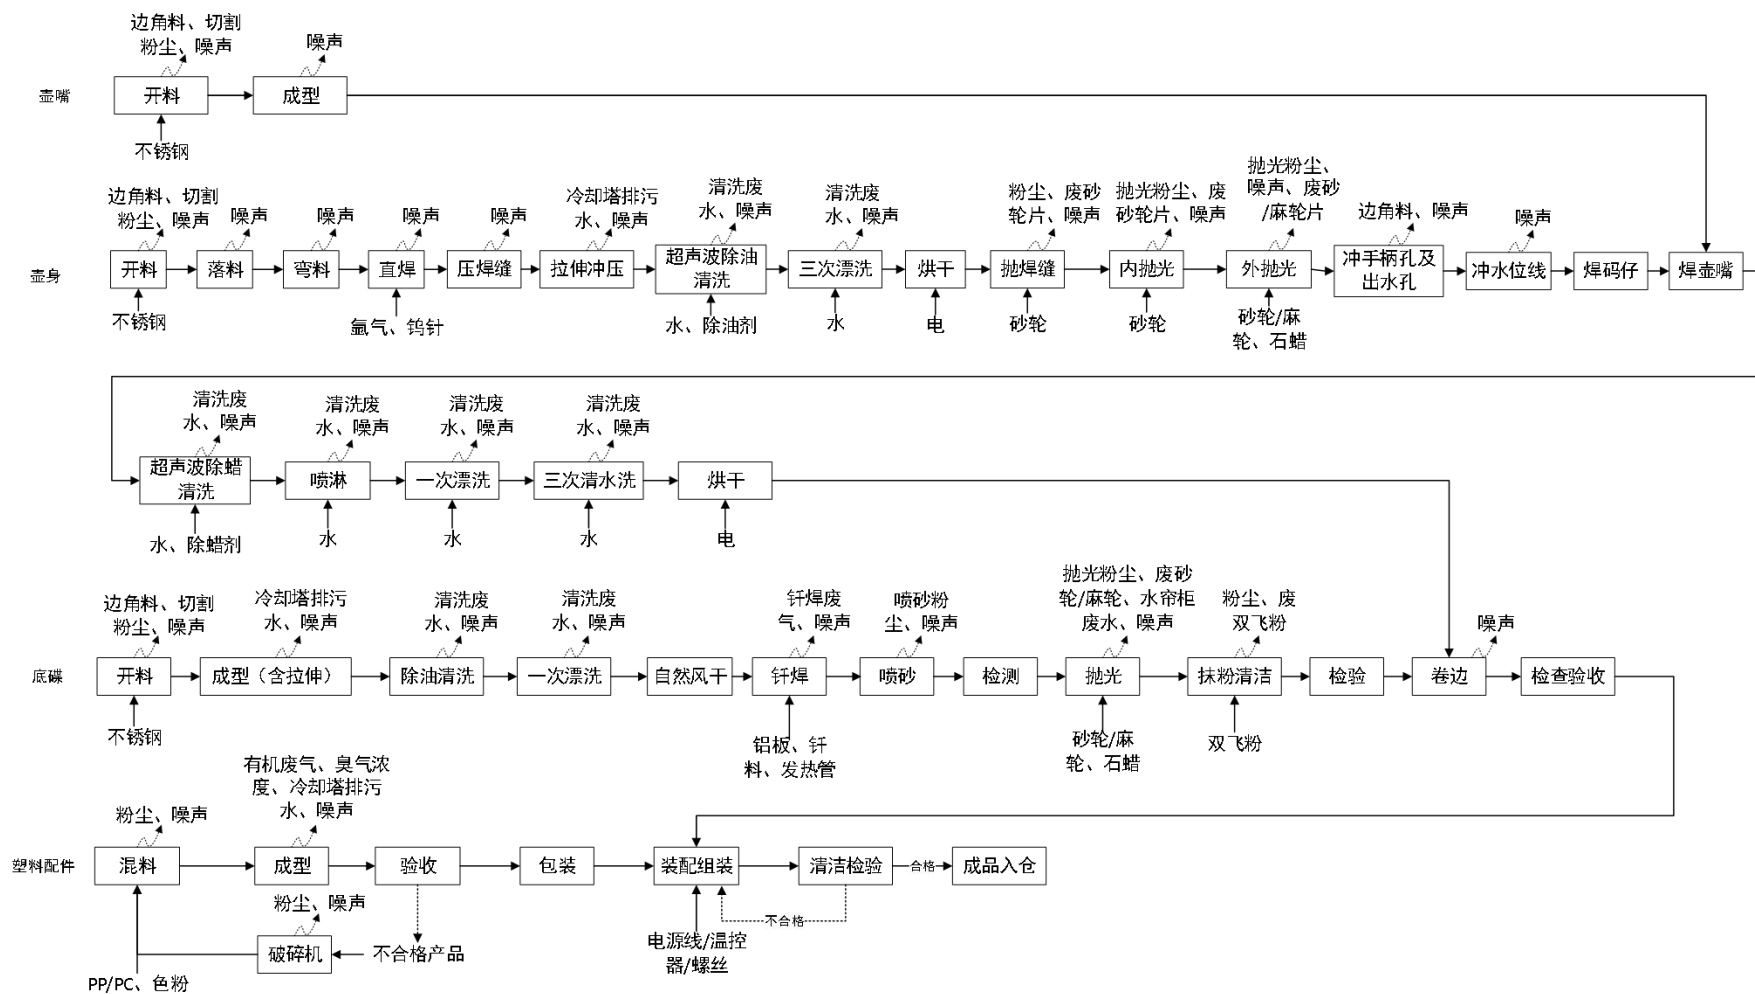 边角料、切割
粉尘、噪声
噪声
壶嘴
开料
成型
不锈钢
边角料、切割
粉尘、噪声
噪声
噪声
噪声
噪声
冷却塔排污
水、噪声
清洗废
水、噪声
清洗废
水、噪声
粉尘、废砂
轮片、噪声
抛光粉尘、废
砂轮片、噪声
抛光粉尘、
噪声、废砂
/麻轮片
边角料、噪声
噪声
壶身
开料
落料
弯料
直焊
压焊缝
拉伸冲压
超声波除油
清洗
三次漂洗
烘干
抛焊缝
内抛光
外抛光
冲手柄孔及
出水孔
冲水位线
焊码仔
焊壶嘴
不锈钢
氩气、钨针
水、除油剂
水
电
砂轮
砂轮
砂轮/麻
轮、石蜡
清洗废
水、噪声
清洗废
水、噪声
清洗废
水、噪声
清洗废
水、噪声
超声波除蜡
清洗
喷淋
一次漂洗
三次清水洗
烘干
水、除蜡剂
水
水
水
电
边角料、切割
粉尘、噪声
冷却塔排污
水、噪声
清洗废
水、噪声
清洗废
水、噪声
钎焊废
气、噪声
喷砂粉
尘、噪声
抛光粉尘、废砂
轮/麻轮、水帘柜
废水、噪声
粉尘、废
双飞粉
噪声
底碟
开料
成型（含拉伸）
除油清洗
一次漂洗
自然风干
钎焊
喷砂
检测
抛光
抹粉清洁
检验
卷边
检查验收
不锈钢
铝板、钎
料、发热管
砂轮/麻
轮、石蜡
双飞粉
粉尘、噪声
有机废气、臭气浓
度、冷却塔排污
水、噪声
塑料配件
混料
成型
验收
包装
装配组装
清洁检验
合格
成品入仓
粉尘、噪声
不合格
破碎机
不合格产品
电源线/温控
器/螺丝
PP/PC、色粉